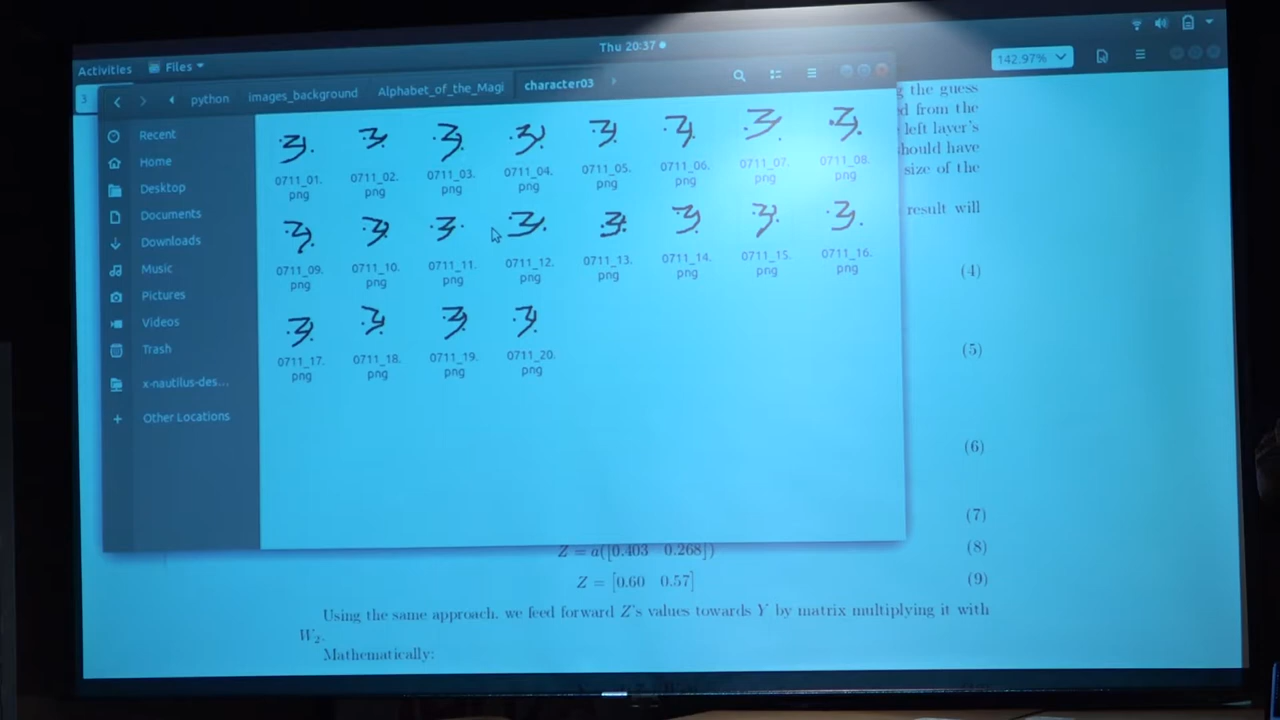 Thu 20:37
Activities
Files
142.97%
3
python
images_background
Alphabet_of_the_Magi
character03
Recent
Home
Desktop
Documents
Downloads
Music
Pictures
Videos
Trash
x-nautilus-des...
Other Locations
0711_01.png
0711_02.png
0711_03.png
0711_04.png
0711_05.png
0711_06.png
0711_07.png
0711_08.png
0711_09.png
0711_10.png
0711_11.png
0711_12.png
0711_13.png
0711_14.png
0711_15.png
0711_16.png
0711_17.png
0711_18.png
0711_19.png
0711_20.png
the guess
from the
left layer's
should have
size of the
result will
(4)
(5)
(6)
(7)
Z = a([0.403 0.268]) (8)
Z = [0.60 0.57] (9)
Using the same approach, we feed forward Z's values towards Y by matrix multiplying it with
W₂.
Mathematically: